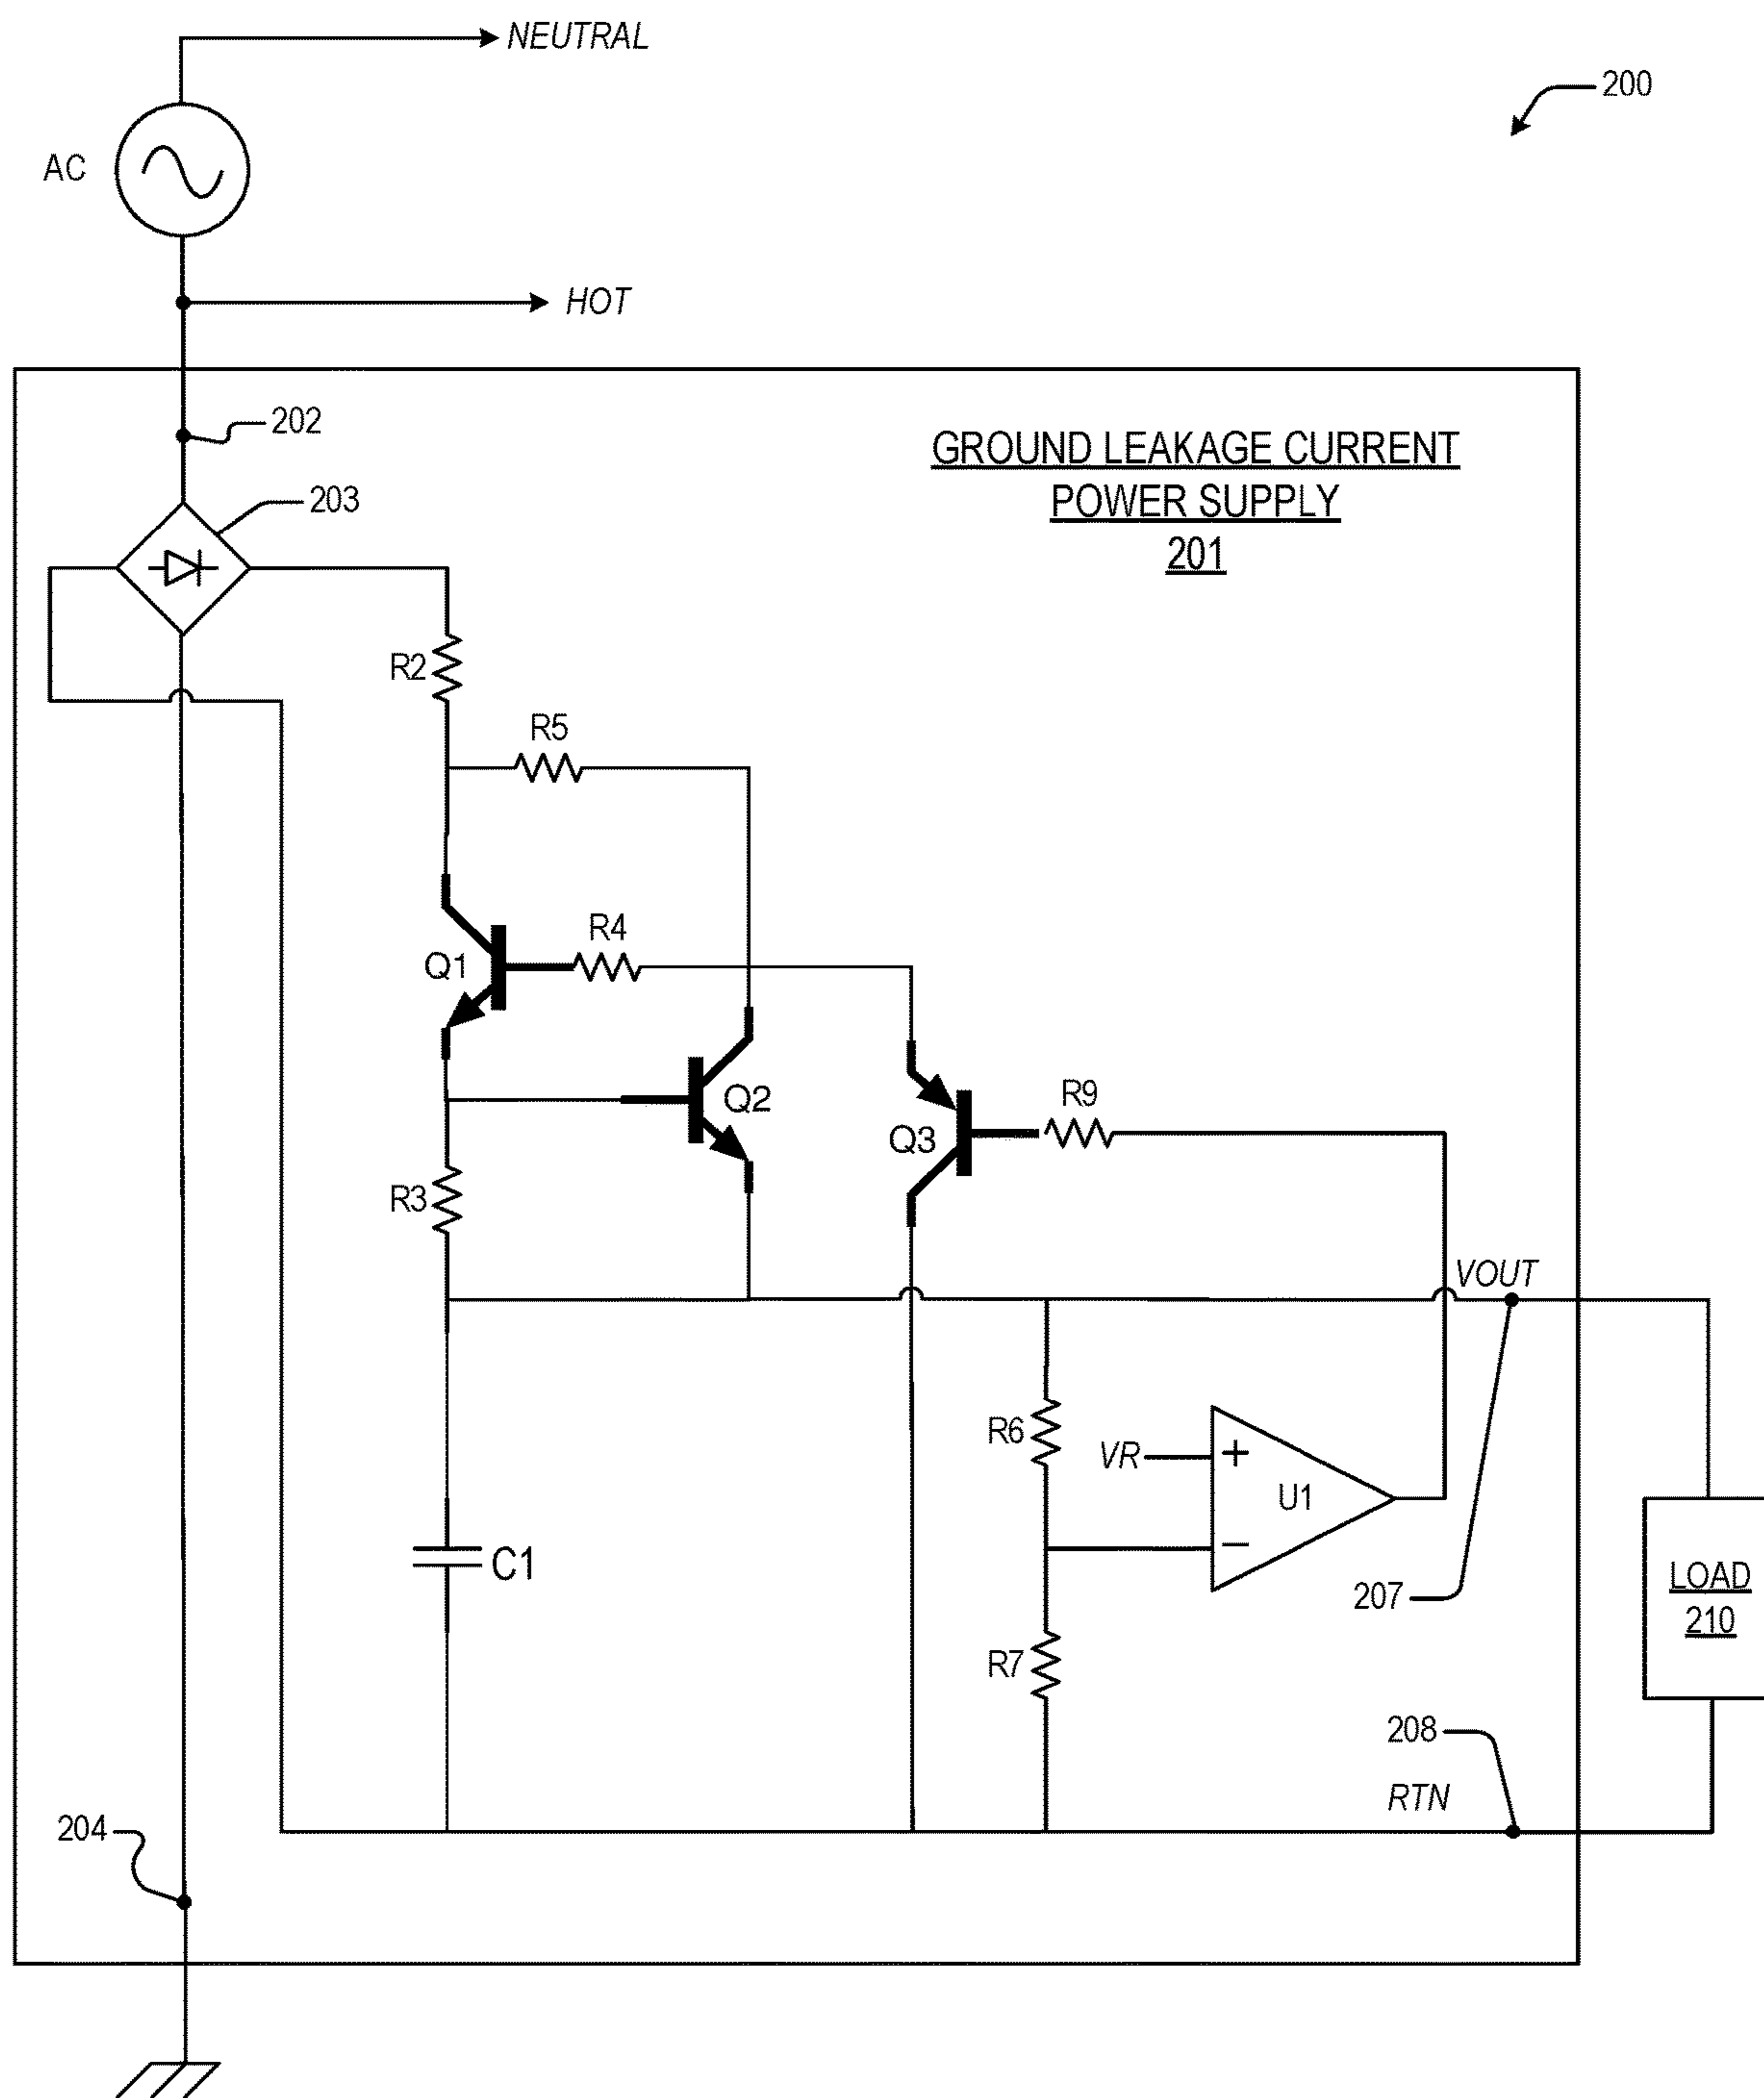 NEUTRAL
200
AC
HOT
202
GROUND LEAKAGE CURRENT
POWER SUPPLY
201
203
R2
R5
R4
Q1
Q2
R9
Q3
R3
VOUT
R6
VR
+
U1
−
C1
LOAD
210
207
R7
208
RTN
204